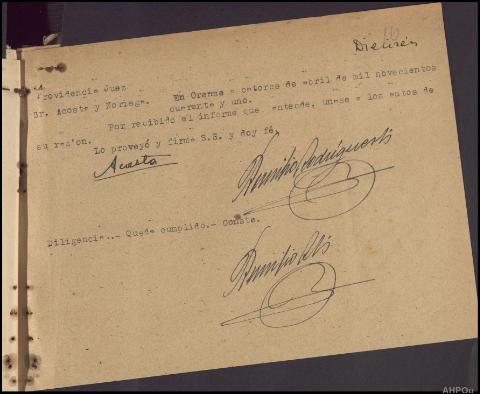 16
Dieciséis
Providencia Juez
Sr. Acosta y Noriega.
En Orense a catorce de abril de mil novecientos
cuarenta y uno.
Por recibido el informe que antecede, unase a los autos de
su razón.
Lo proveyó y firma S.S. y doy fé.
Acosta
Diligencia..- Queda cumplido.- Conste.
AHPOu